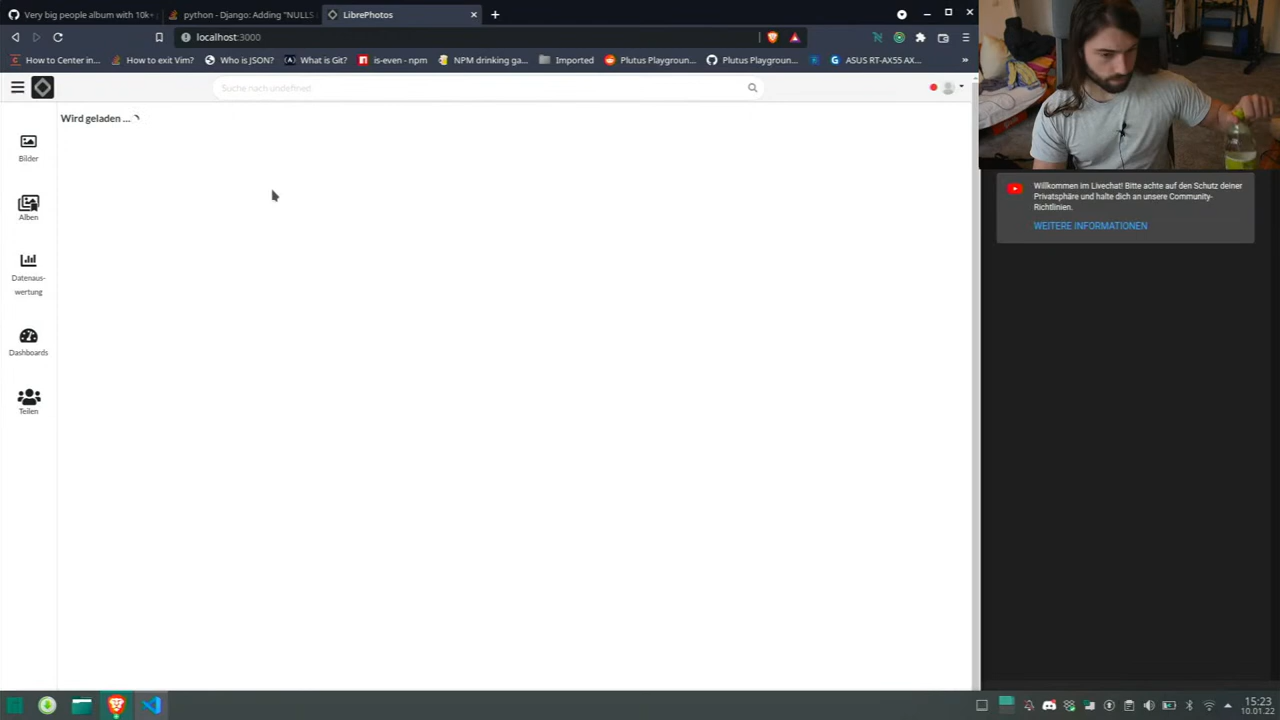 Very big people album with 10k+
python - Django: Adding "NULLS
LibrePhotos
localhost:3000
How to Center in...
How to exit Vim?
Who is JSON?
What is Git?
is-even - npm
NPM drinking ga...
Imported
Plutus Playgroun...
Plutus Playgroun...
ASUS RT-AX55 AX...
Suche nach undefined
Wird geladen ...
Bilder
Alben
Datenaus-
wertung
Dashboards
Teilen
Willkommen im Livechat! Bitte achte auf den Schutz deiner
Privatsphäre und halte dich an unsere Community-
Richtlinien.
WEITERE INFORMATIONEN
15:23
10.01.22